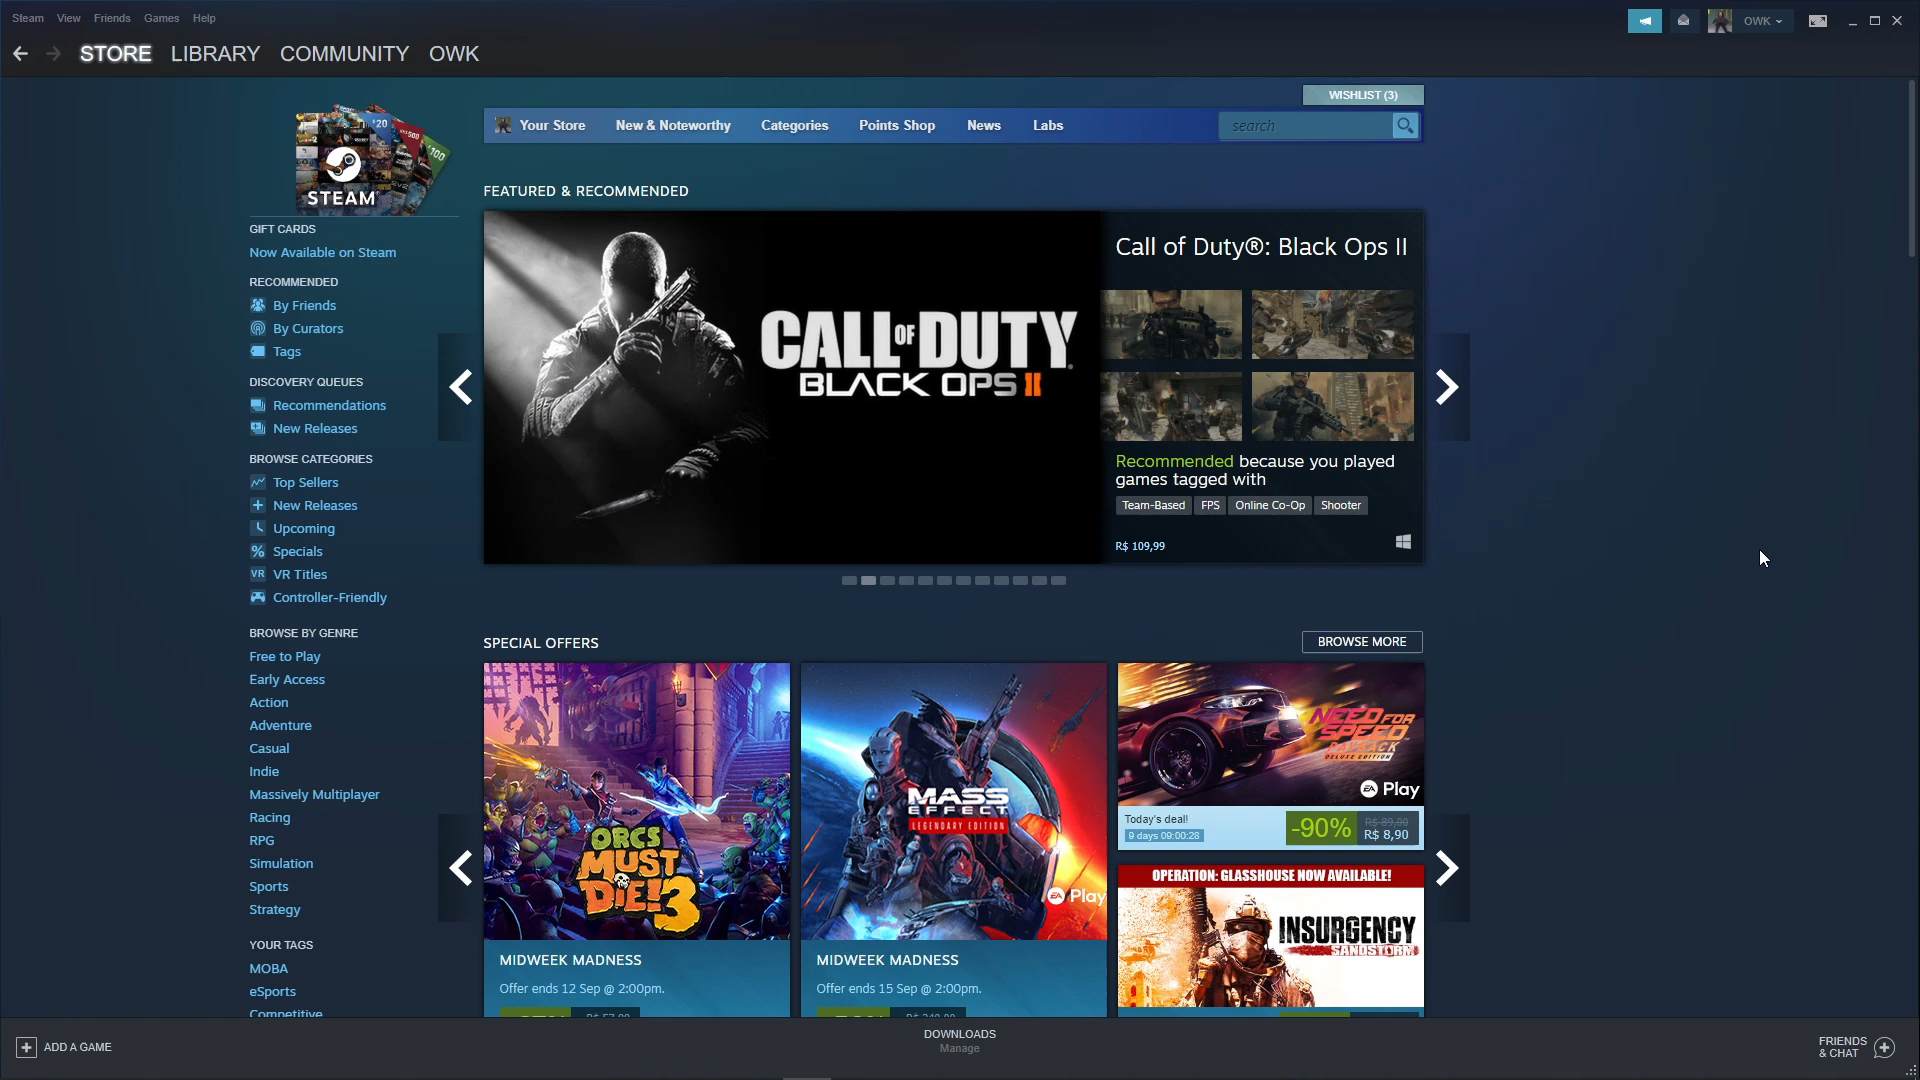 Steam View Friends Games Help
OWK
STORE LIBRARY COMMUNITY OWK
WISHLIST (3)
Your Store New & Noteworthy Categories Points Shop News Labs
search
$20
$100
STEAM
GIFT CARDS
Now Available on Steam
RECOMMENDED
By Friends
By Curators
Tags
DISCOVERY QUEUES
Recommendations
New Releases
BROWSE CATEGORIES
Top Sellers
New Releases
Upcoming
% Specials
VR VR Titles
Controller-Friendly
BROWSE BY GENRE
Free to Play
Early Access
Action
Adventure
Casual
Indie
Massively Multiplayer
Racing
RPG
Simulation
Sports
Strategy
YOUR TAGS
MOBA
eSports
Competitive
FEATURED & RECOMMENDED
CALL OF DUTY
BLACK OPS II
Call of Duty®: Black Ops II
Recommended because you played
games tagged with
Team-Based FPS Online Co-Op Shooter
R$ 109,99
SPECIAL OFFERS
BROWSE MORE
ORCS
MUST
DIE! 3
MIDWEEK MADNESS
Offer ends 12 Sep @ 2:00pm.
MASS
EFFECT
LEGENDARY EDITION
EA Play
MIDWEEK MADNESS
Offer ends 15 Sep @ 2:00pm.
NEED FOR
SPEED
PAYBACK
DELUXE EDITION
EA Play
Today's deal!
9 days 09:00:28
-90%
R$ 89,00
R$ 8,90
OPERATION: GLASSHOUSE NOW AVAILABLE!
INSURGENCY
SANDSTORM
ADD A GAME
DOWNLOADS
Manage
FRIENDS
& CHAT